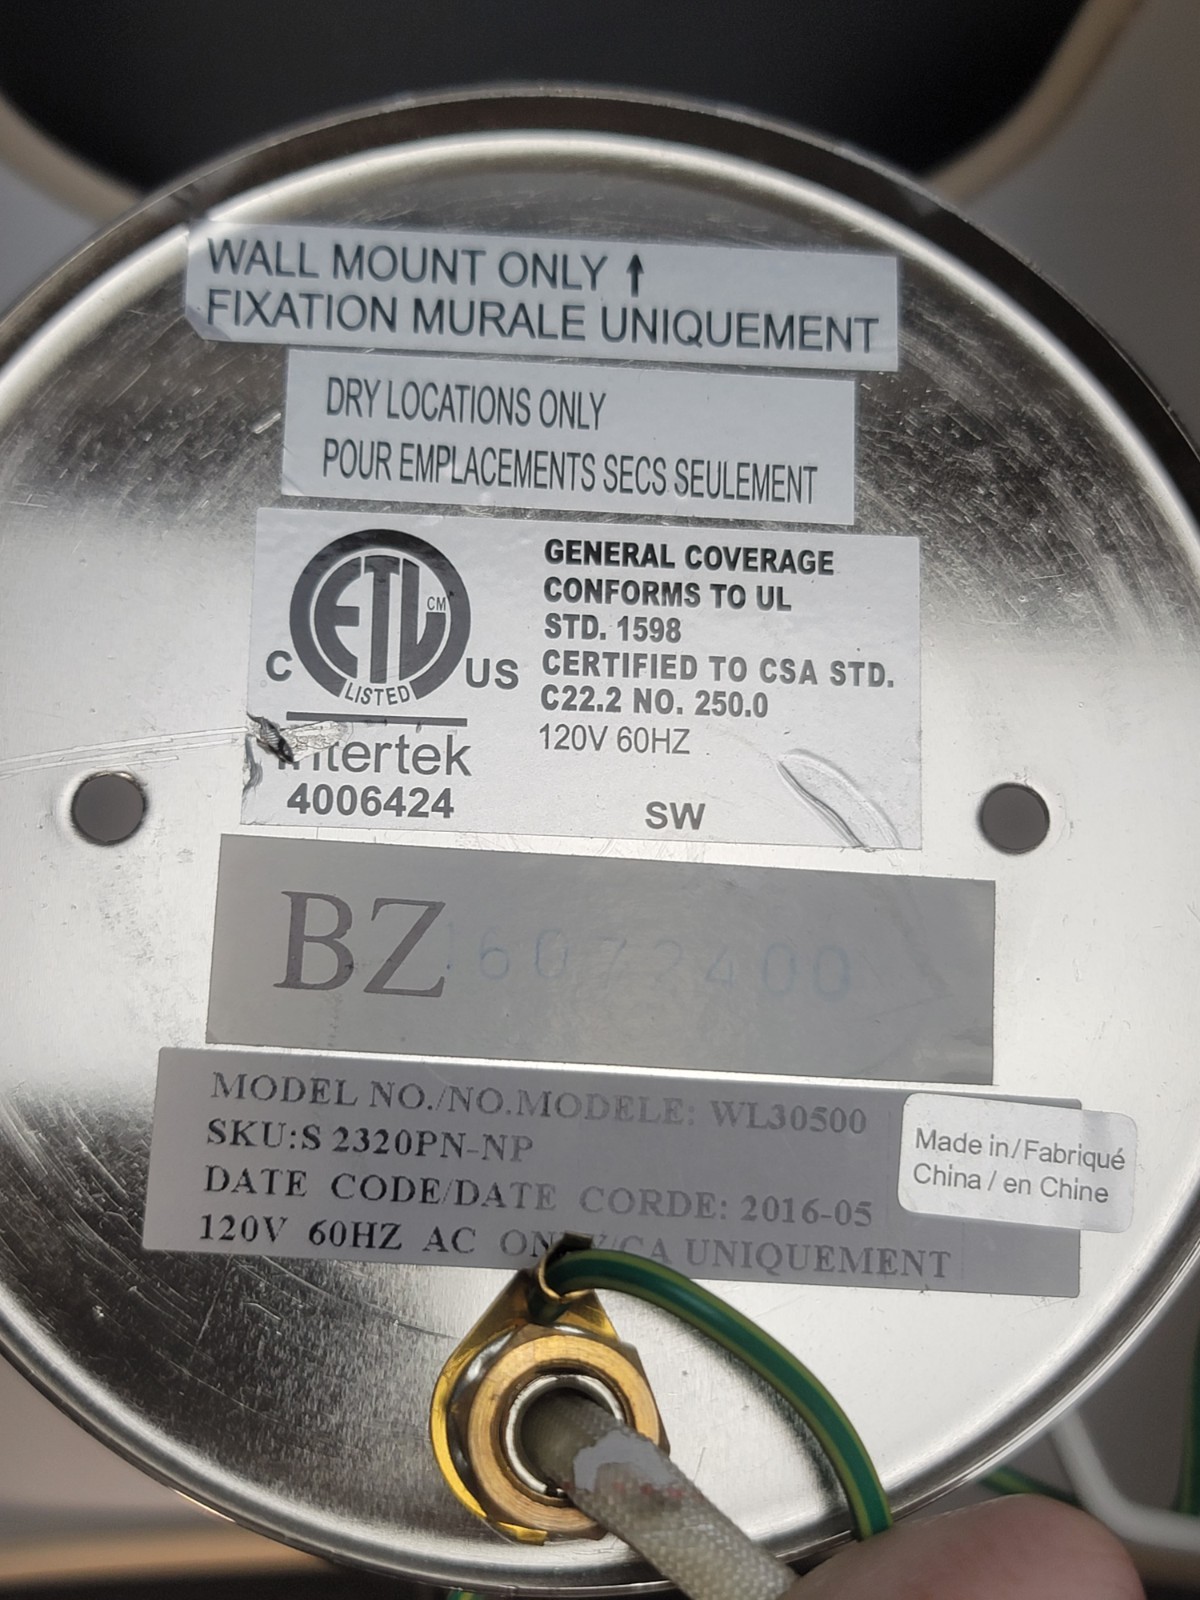 WALL MOUNT ONLY ↑
FIXATION MURALE UNIQUEMENT
DRY LOCATIONS ONLY
POUR EMPLACEMENTS SECS SEULEMENT
ETL CM
C US
LISTED
Intertek
4006424
GENERAL COVERAGE
CONFORMS TO UL
STD. 1598
CERTIFIED TO CSA STD.
C22.2 NO. 250.0
120V 60HZ
SW
BZ 16072400
MODEL NO./NO.MODELE: WL30500
SKU:S 2320PN-NP
DATE CODE/DATE CORDE: 2016-05
120V 60HZ AC ONLY/CA UNIQUEMENT
Made in/Fabriqué
China / en Chine